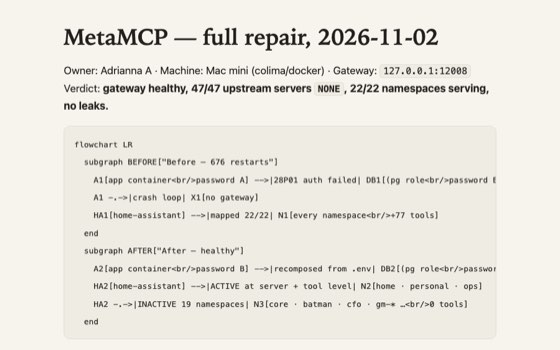 MetaMCP — full repair, 2026-11-02
Owner: Adrianna A · Machine: Mac mini (colima/docker) · Gateway: 127.0.0.1:12008
Verdict: gateway healthy, 47/47 upstream servers NONE , 22/22 namespaces serving,
no leaks.
flowchart LR
subgraph BEFORE["Before — 676 restarts"]
A1[app container<br/>password A] -->|28P01 auth failed| DB1[(pg role<br/>password
A1 -.->|crash loop| X1[no gateway]
HA1[home-assistant] -->|mapped 22/22| N1[every namespace<br/>+77 tools]
end
subgraph AFTER["After — healthy"]
A2[app container<br/>password B] -->|recomposed from .env| DB2[(pg role<br/>passwor
HA2[home-assistant] -->|ACTIVE at server + tool level| N2[home · personal · ops]
HA2 -.->|INACTIVE 19 namespaces| N3[core · batman · cfo · gm-* …<br/>0 tools]
end